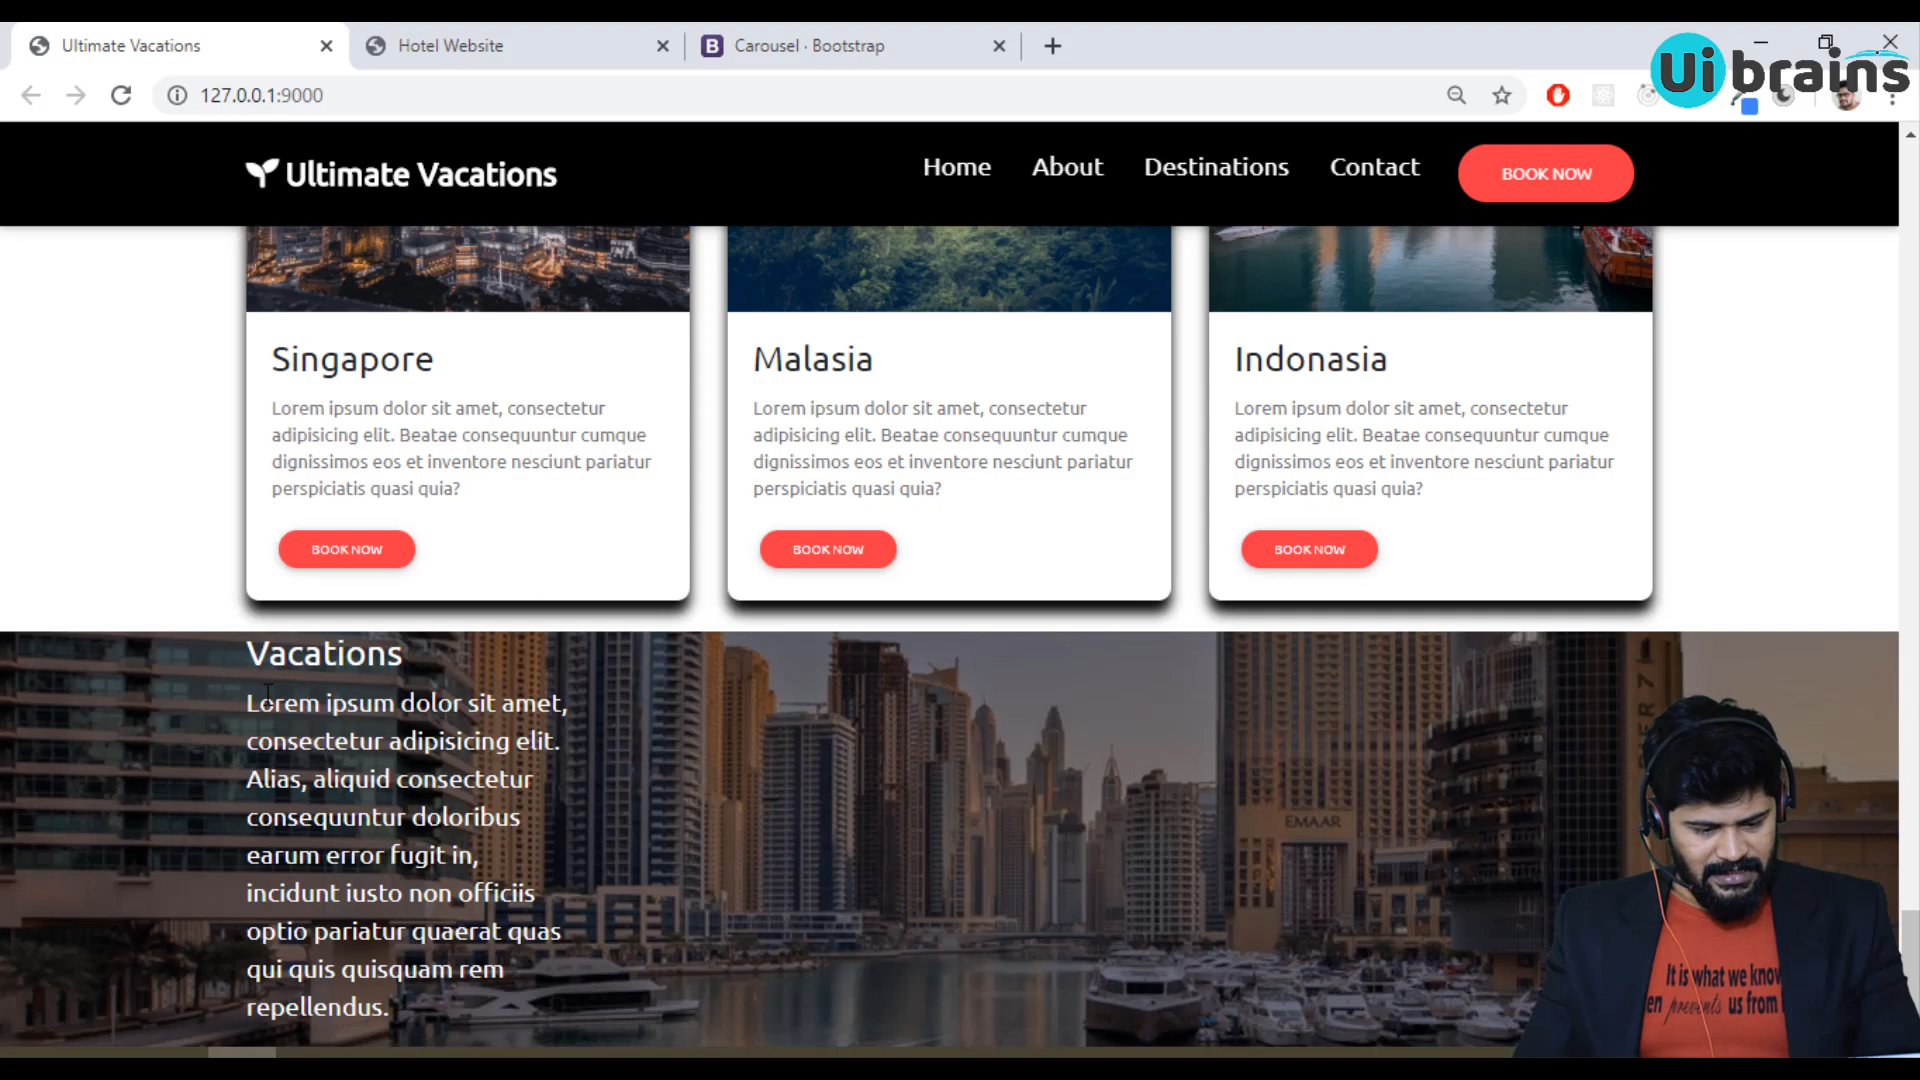 Ultimate Vacations
Hotel Website
Carousel · Bootstrap
127.0.0.1:9000
Ui brains
Ultimate Vacations
Home
About
Destinations
Contact
BOOK NOW
Singapore
Lorem ipsum dolor sit amet, consectetur
adipisicing elit. Beatae consequuntur cumque
dignissimos eos et inventore nesciunt pariatur
perspiciatis quasi quia?
BOOK NOW
Malasia
Lorem ipsum dolor sit amet, consectetur
adipisicing elit. Beatae consequuntur cumque
dignissimos eos et inventore nesciunt pariatur
perspiciatis quasi quia?
BOOK NOW
Indonasia
Lorem ipsum dolor sit amet, consectetur
adipisicing elit. Beatae consequuntur cumque
dignissimos eos et inventore nesciunt pariatur
perspiciatis quasi quia?
BOOK NOW
Vacations
Lorem ipsum dolor sit amet,
consectetur adipisicing elit.
Alias, aliquid consectetur
consequuntur doloribus
earum error fugit in,
incidunt iusto non officiis
optio pariatur quaerat quas
qui quis quisquam rem
repellendus.
EMAAR
It is what we know
en prevents us from